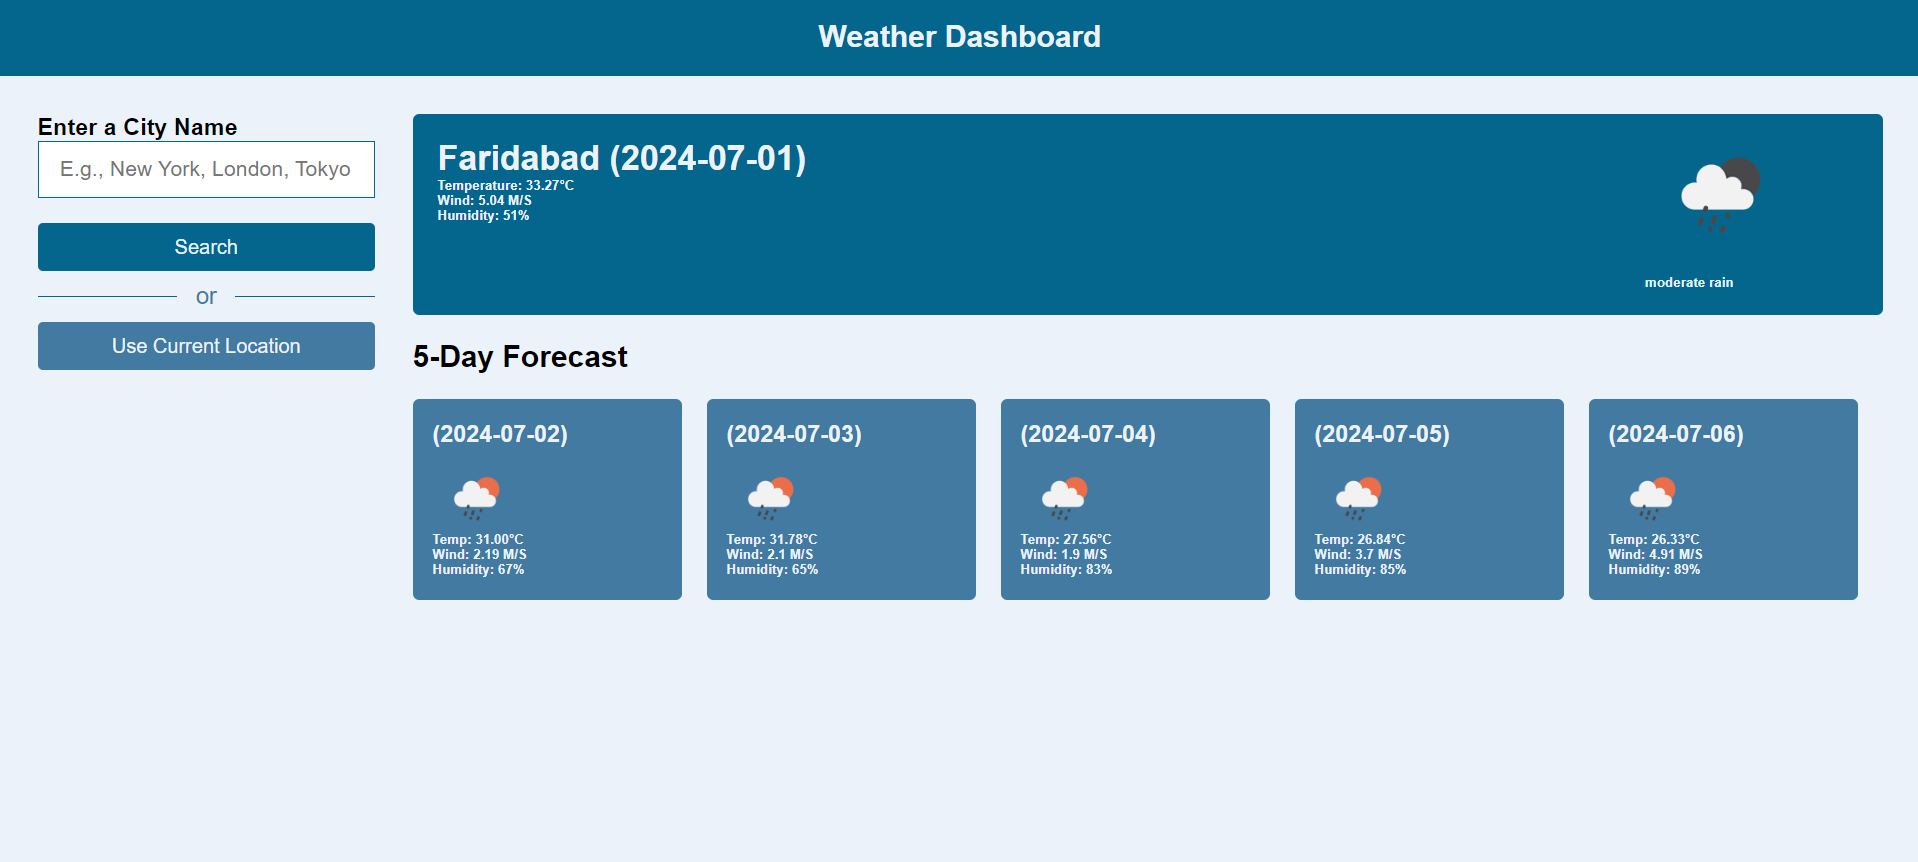 Weather Dashboard
Enter a City Name
E.g., New York, London, Tokyo
Search
or
Use Current Location
Faridabad (2024-07-01)
Temperature: 33.27°C
Wind: 5.04 M/S
Humidity: 51%
moderate rain
5-Day Forecast
(2024-07-02)
Temp: 31.00°C
Wind: 2.19 M/S
Humidity: 67%
(2024-07-03)
Temp: 31.78°C
Wind: 2.1 M/S
Humidity: 65%
(2024-07-04)
Temp: 27.56°C
Wind: 1.9 M/S
Humidity: 83%
(2024-07-05)
Temp: 26.84°C
Wind: 3.7 M/S
Humidity: 85%
(2024-07-06)
Temp: 26.33°C
Wind: 4.91 M/S
Humidity: 89%